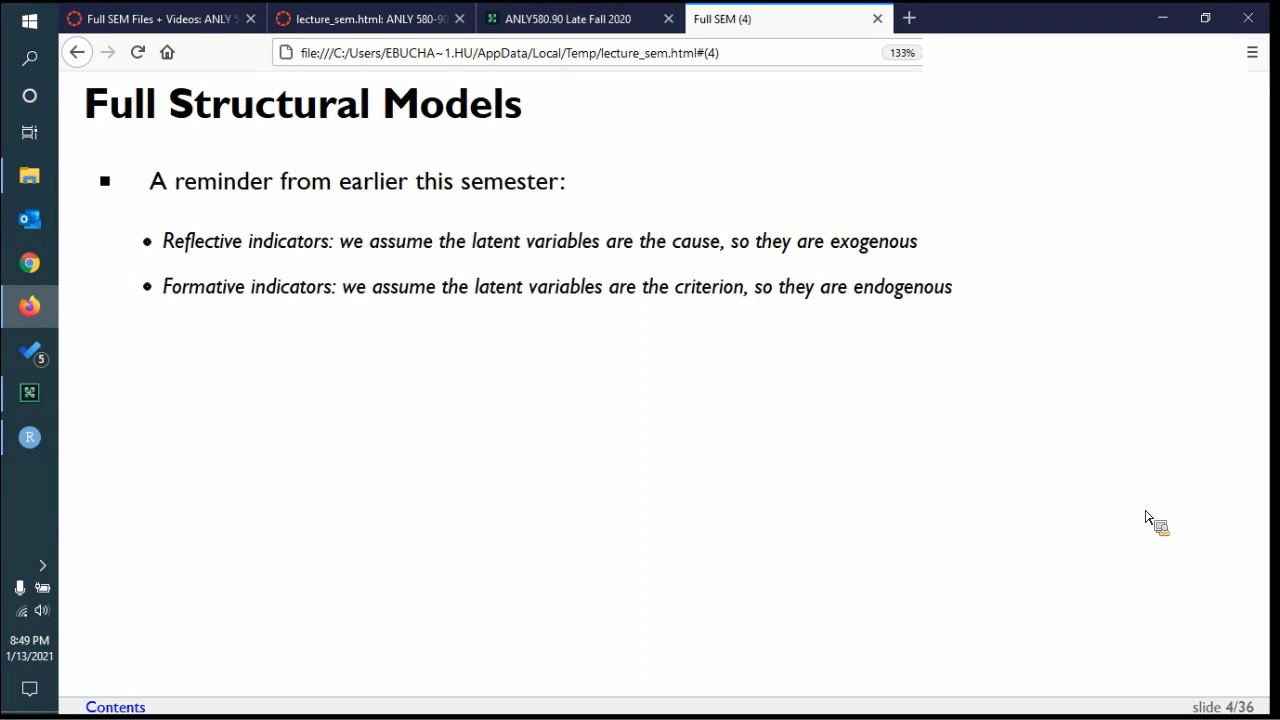 Full SEM Files + Videos: ANLY 5
lecture_sem.html: ANLY 580-90
ANLY580.90 Late Fall 2020
Full SEM (4)
file:///C:/Users/EBUCHA~1.HU/AppData/Local/Temp/lecture_sem.html#(4)
133%
Full Structural Models
A reminder from earlier this semester:
Reflective indicators: we assume the latent variables are the cause, so they are exogenous
Formative indicators: we assume the latent variables are the criterion, so they are endogenous
5
R
8:49 PM
1/13/2021
Contents
slide 4/36